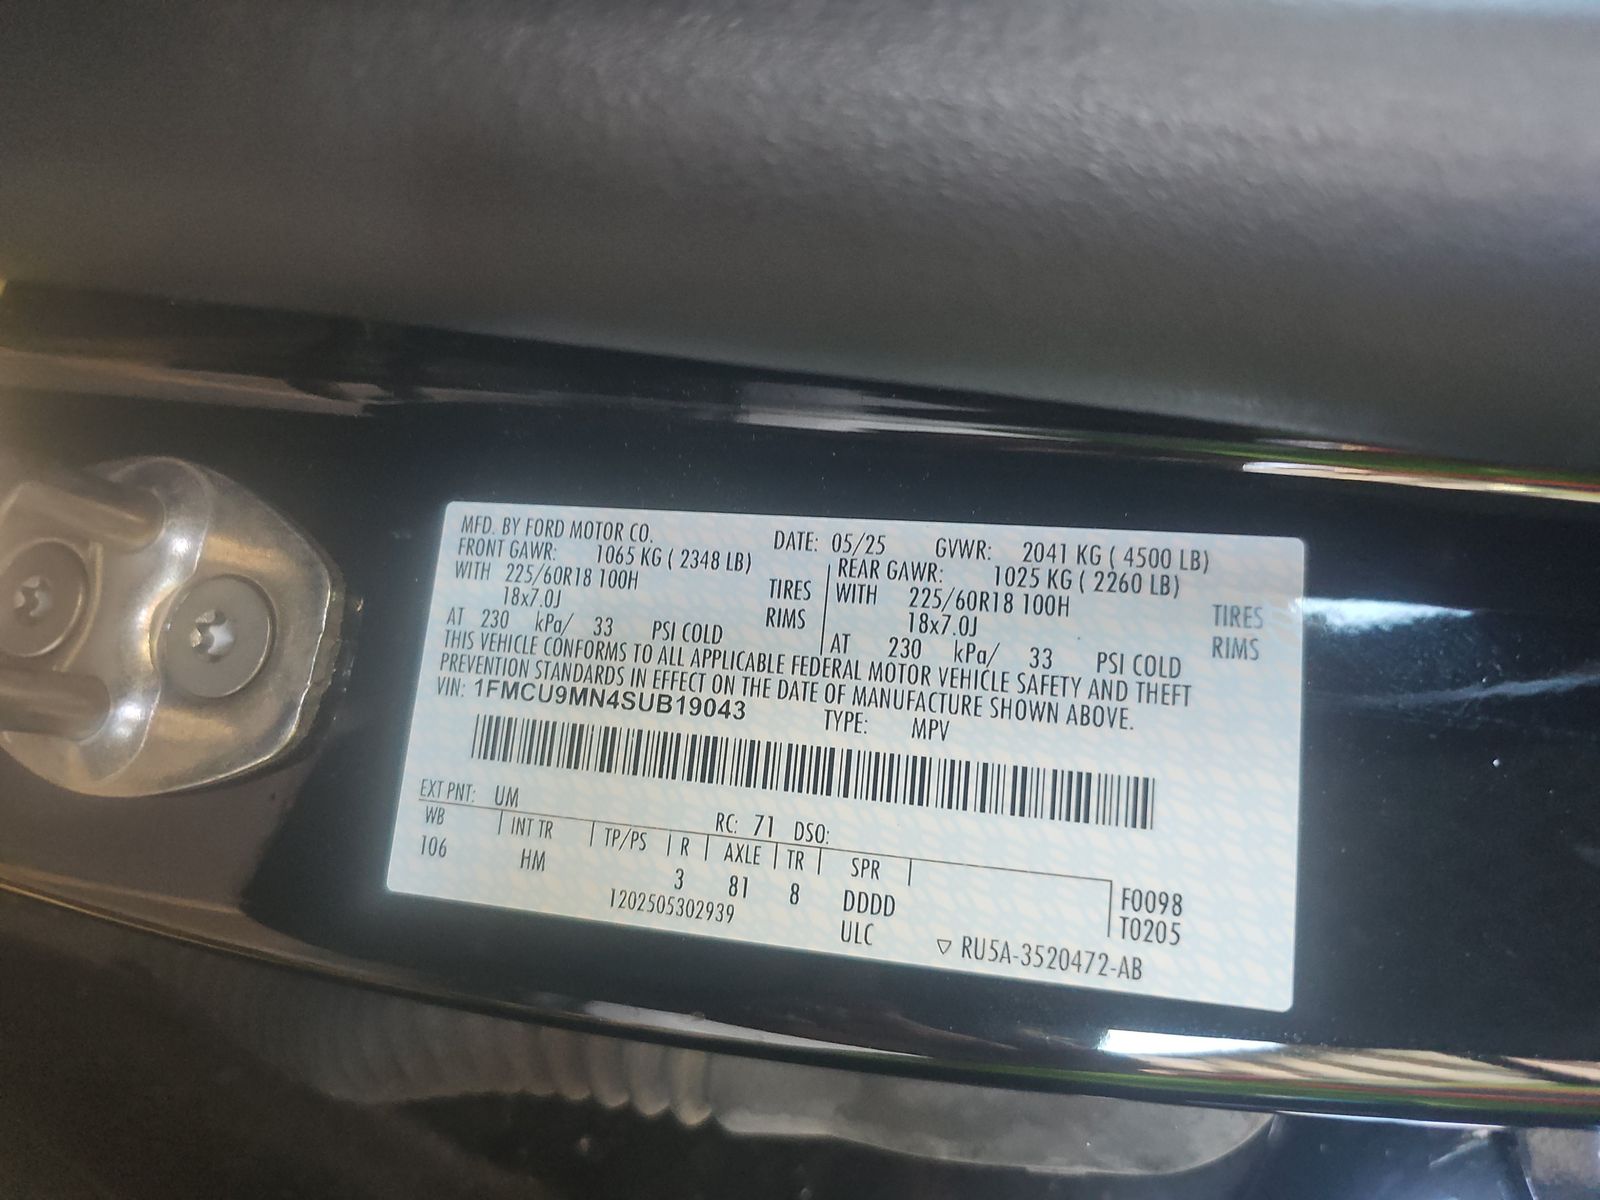 MFD. BY FORD MOTOR CO. DATE: 05/25 GVWR: 2041 KG ( 4500 LB)
FRONT GAWR: 1065 KG ( 2348 LB) REAR GAWR: 1025 KG ( 2260 LB)
WITH 225/60R18 100H TIRES WITH 225/60R18 100H TIRES
18x7.0J RIMS 18x7.0J RIMS
AT 230 kPa/ 33 PSI COLD AT 230 kPa/ 33 PSI COLD
THIS VEHICLE CONFORMS TO ALL APPLICABLE FEDERAL MOTOR VEHICLE SAFETY AND THEFT
PREVENTION STANDARDS IN EFFECT ON THE DATE OF MANUFACTURE SHOWN ABOVE.
VIN: 1FMCU9MN4SUB19043 TYPE: MPV
EXT PNT: UM RC: 71 DSO:
WB INT TR TP/PS R AXLE TR SPR
106 HM 3 81 8 DDDD F0098
1202505302939 ULC T0205
▽ RU5A-3520472-AB